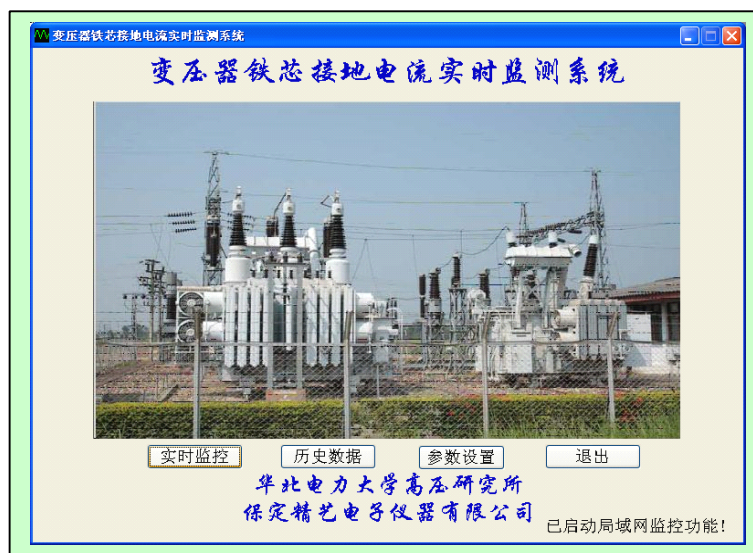 变压器铁芯接地电流实时监测系统
变压器铁芯接地电流实时监测系统
实时监控 历史数据 参数设置 退出
华北电力大学高压研究所
保定精艺电子仪器有限公司
已启动局域网监控功能!